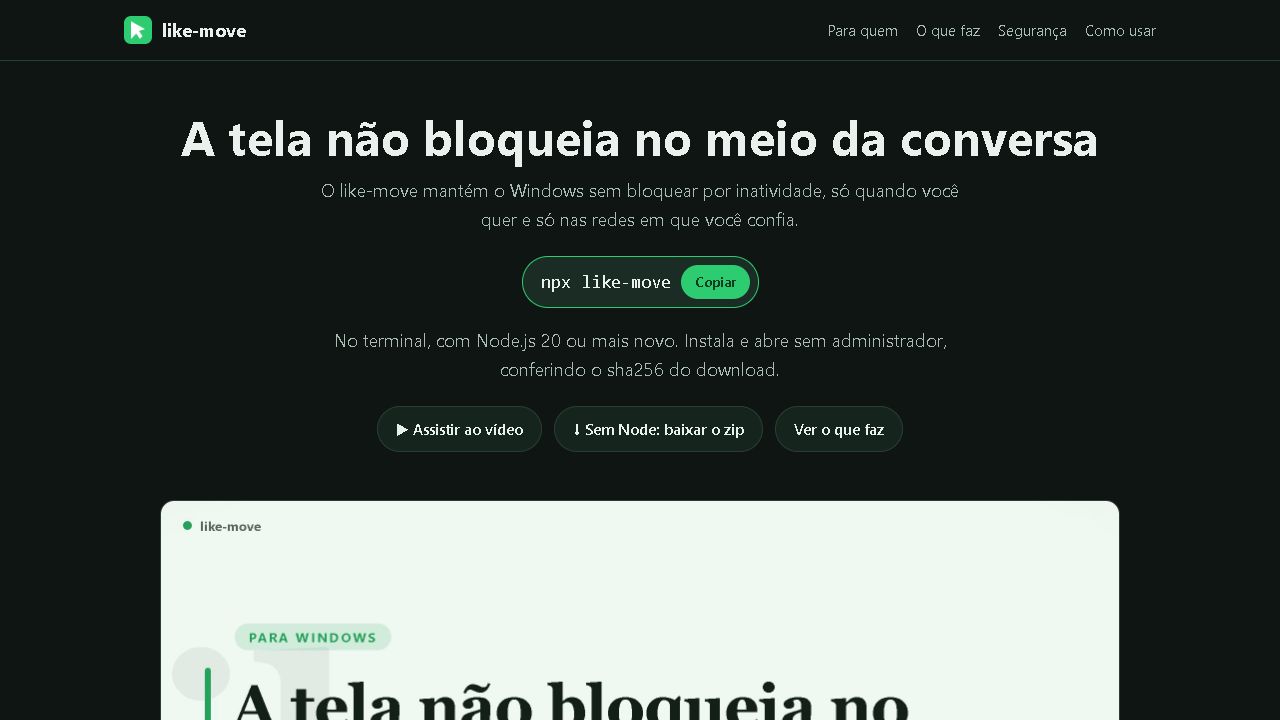 like-move
Para quem
O que faz
Segurança
Como usar
A tela não bloqueia no meio da conversa
O like-move mantém o Windows sem bloquear por inatividade, só quando você
quer e só nas redes em que você confia.
npx like-move
Copiar
No terminal, com Node.js 20 ou mais novo. Instala e abre sem administrador,
conferindo o sha256 do download.
▶ Assistir ao vídeo
⬇ Sem Node: baixar o zip
Ver o que faz
like-move
PARA WINDOWS
A tela não bloqueia no